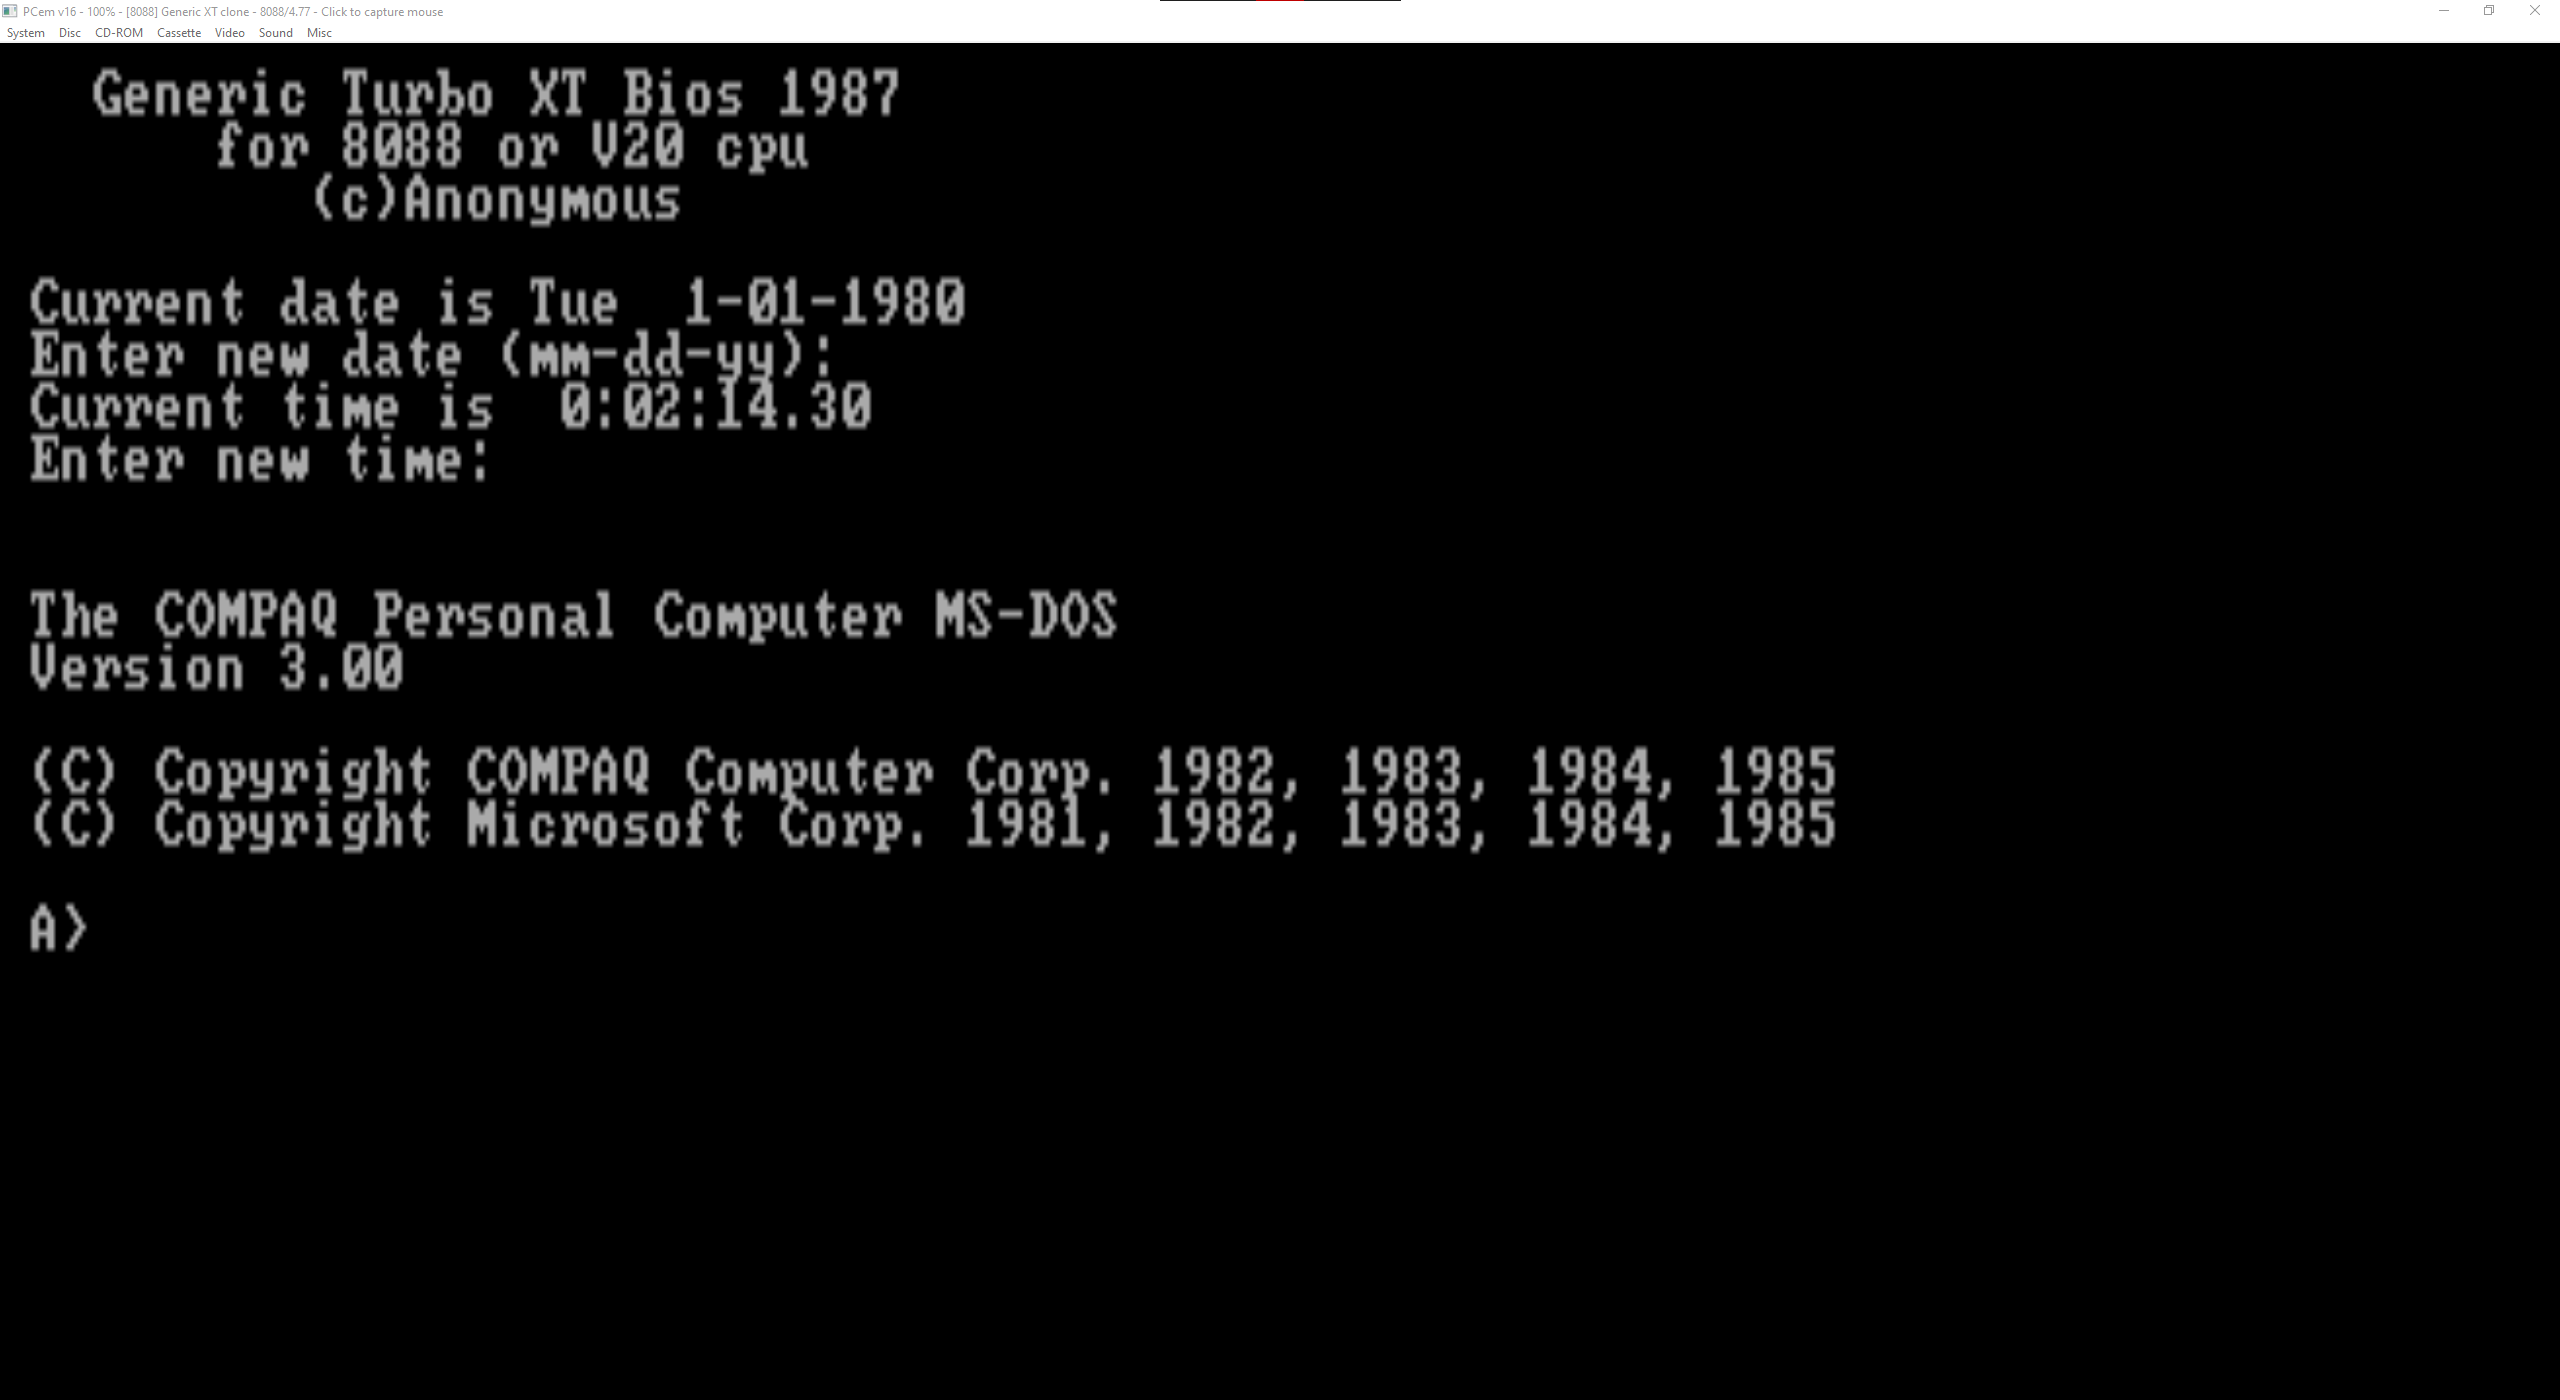 PCem v16 - 100% - [8088] Generic XT clone - 8088/4.77 - Click to capture mouse
System Disc CD-ROM Cassette Video Sound Misc
Generic Turbo XT Bios 1987
for 8088 or V20 cpu
(c)Anonymous
Current date is Tue  1-01-1980
Enter new date (mm-dd-yy):
Current time is  0:02:14.30
Enter new time:
The COMPAQ Personal Computer MS-DOS
Version 3.00
(C) Copyright COMPAQ Computer Corp. 1982, 1983, 1984, 1985
(C) Copyright Microsoft Corp. 1981, 1982, 1983, 1984, 1985
A>